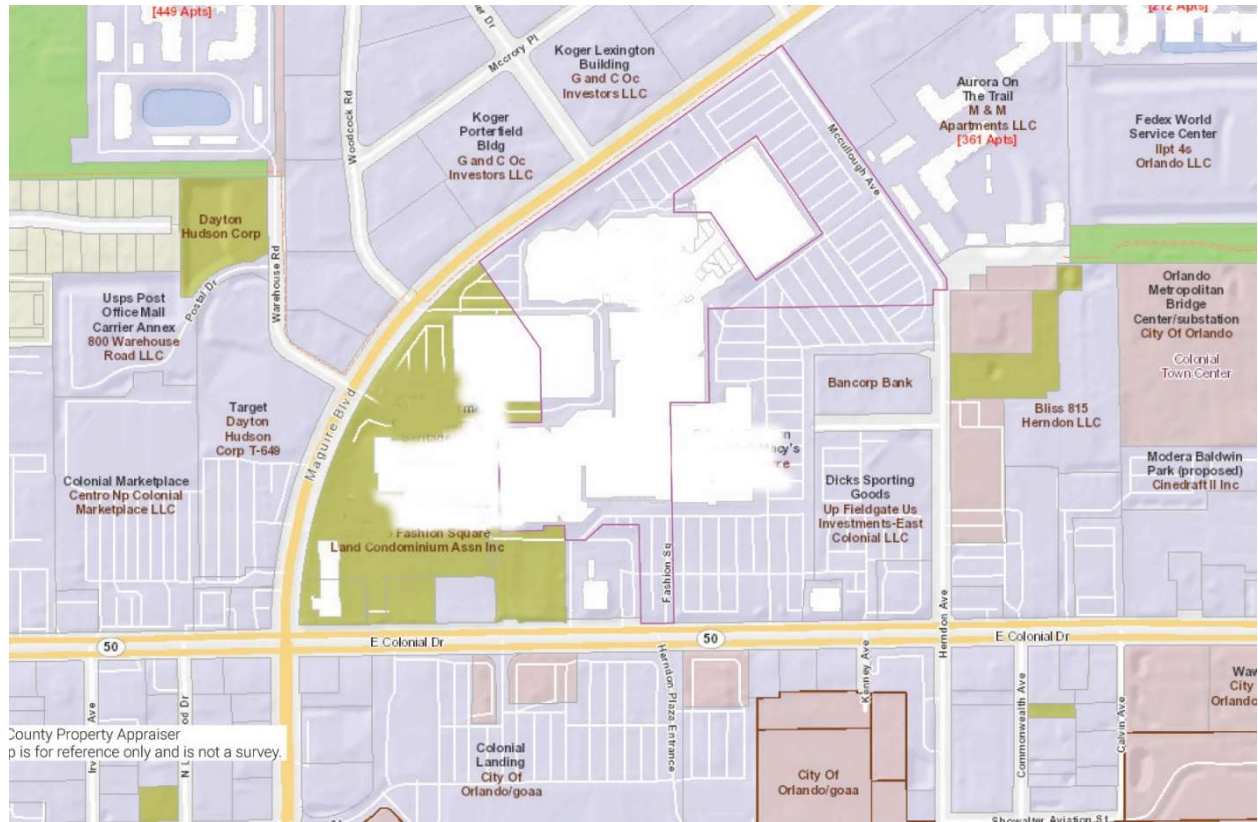 [449 Apts]
[212 Apts]
Mccrory Pl
Koger Lexington
Building
G and C Oc
Investors LLC
Woodcock Rd
Koger
Porterfield
Bldg
G and C Oc
Investors LLC
Aurora On
The Trail
M & M
Apartments LLC
[361 Apts]
Mccullough Ave
Fedex World
Service Center
Ilpt 4s
Orlando LLC
Dayton
Hudson Corp
Warehouse Rd
Postal Dr
Usps Post
Office Mall
Carrier Annex
800 Warehouse
Road LLC
Orlando
Metropolitan
Bridge
Center/substation
City Of Orlando
Colonial
Town Center
Target
Dayton
Hudson
Corp T-649
Maguire Blvd
Bancorp Bank
Bliss 815
Herndon LLC
Colonial Marketplace
Centro Np Colonial
Marketplace LLC
Dicks Sporting
Goods
Up Fieldgate Us
Investments-East
Colonial LLC
Modera Baldwin
Park (proposed)
Cinedraft II Inc
Fashion Square
Land Condominium Assn Inc
Fashion Sq
Herndon Ave
50
E Colonial Dr
50
E Colonial Dr
Herndon Plaza Entrance
Kenney Ave
Commonwealth Ave
Calvin Ave
City
Orlando
County Property Appraiser
p is for reference only and is not a survey.
Colonial
Landing
City Of
Orlando/goaa
City Of
Orlando/goaa
Showalter Aviation St